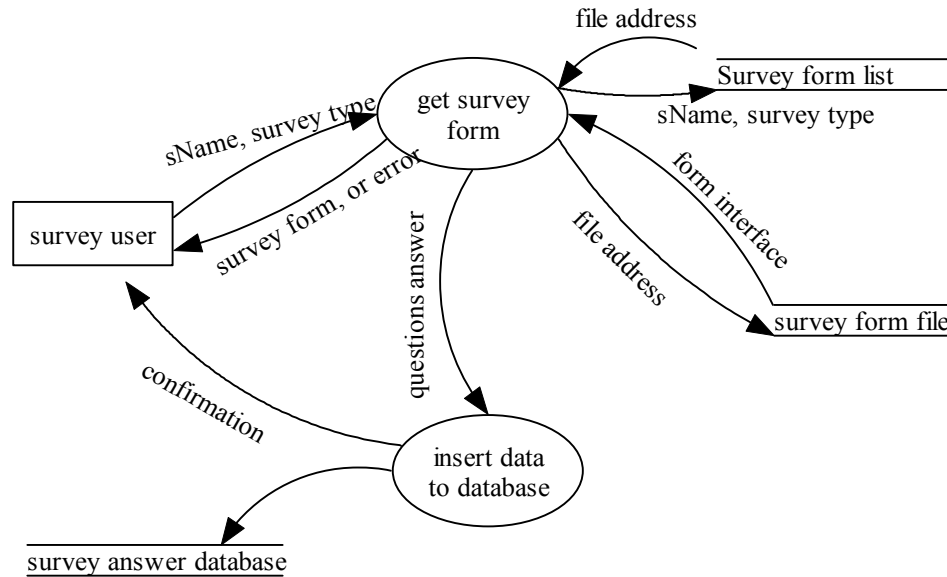 file address
get survey
form
Survey form list
sName, survey type
sName, survey type
survey form, or error
form interface
file address
survey user
questions answer
survey form file
confirmation
insert data
to database
survey answer database